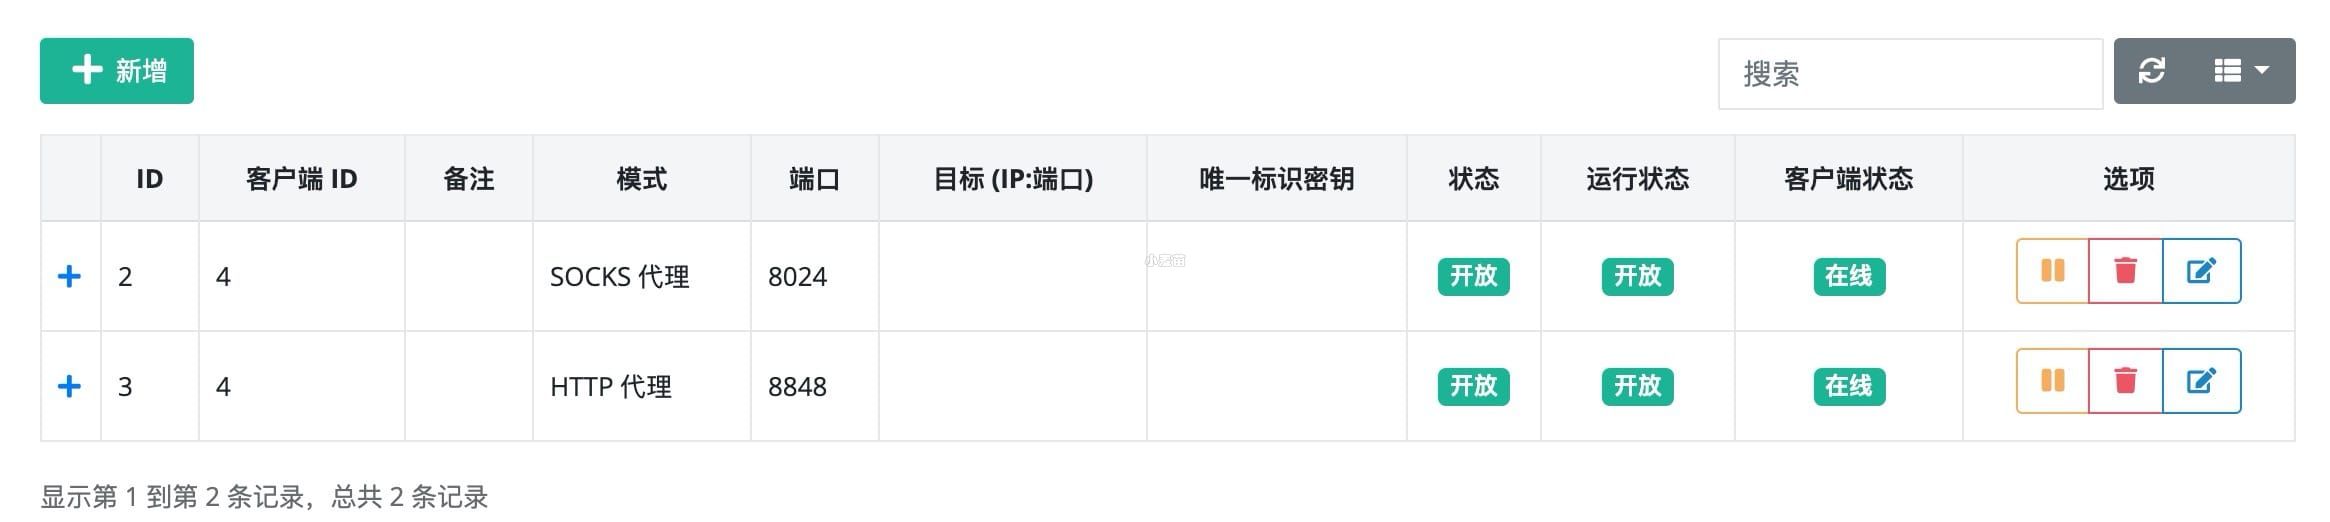 新增
搜索
ID 客户端 ID 备注 模式 端口 目标 (IP:端口) 唯一标识密钥 状态 运行状态 客户端状态 选项
2 4 SOCKS 代理 8024 开放 开放 在线
3 4 HTTP 代理 8848 开放 开放 在线
显示第 1 到第 2 条记录，总共 2 条记录